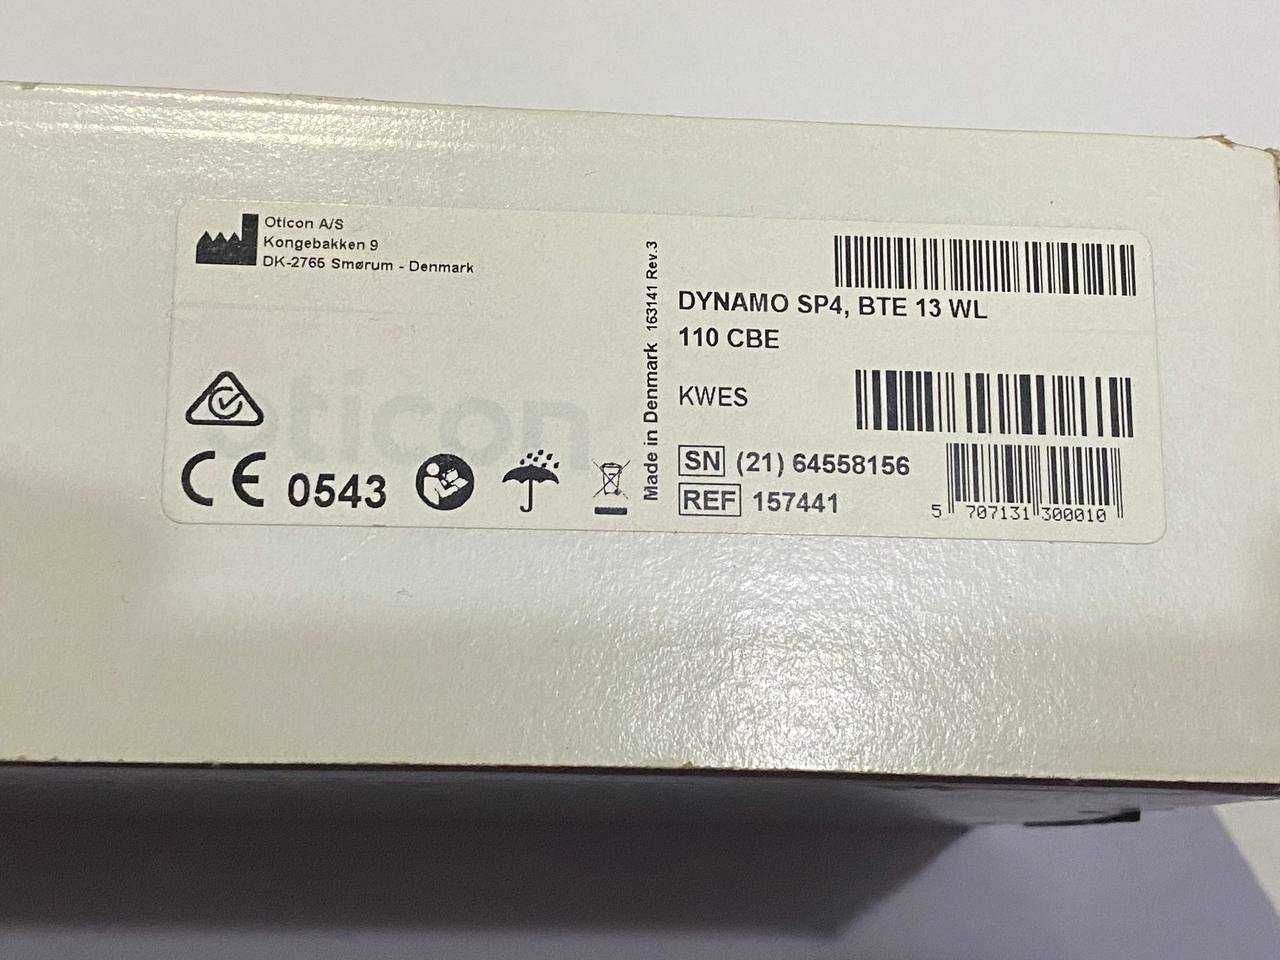 Oticon A/S
Kongebakken 9
DK-2765 Smørum - Denmark
oticon
CE 0543
Made in Denmark 163141 Rev.3
DYNAMO SP4, BTE 13 WL
110 CBE
KWES
SN (21) 64558156
REF 157441
5 707131 300010